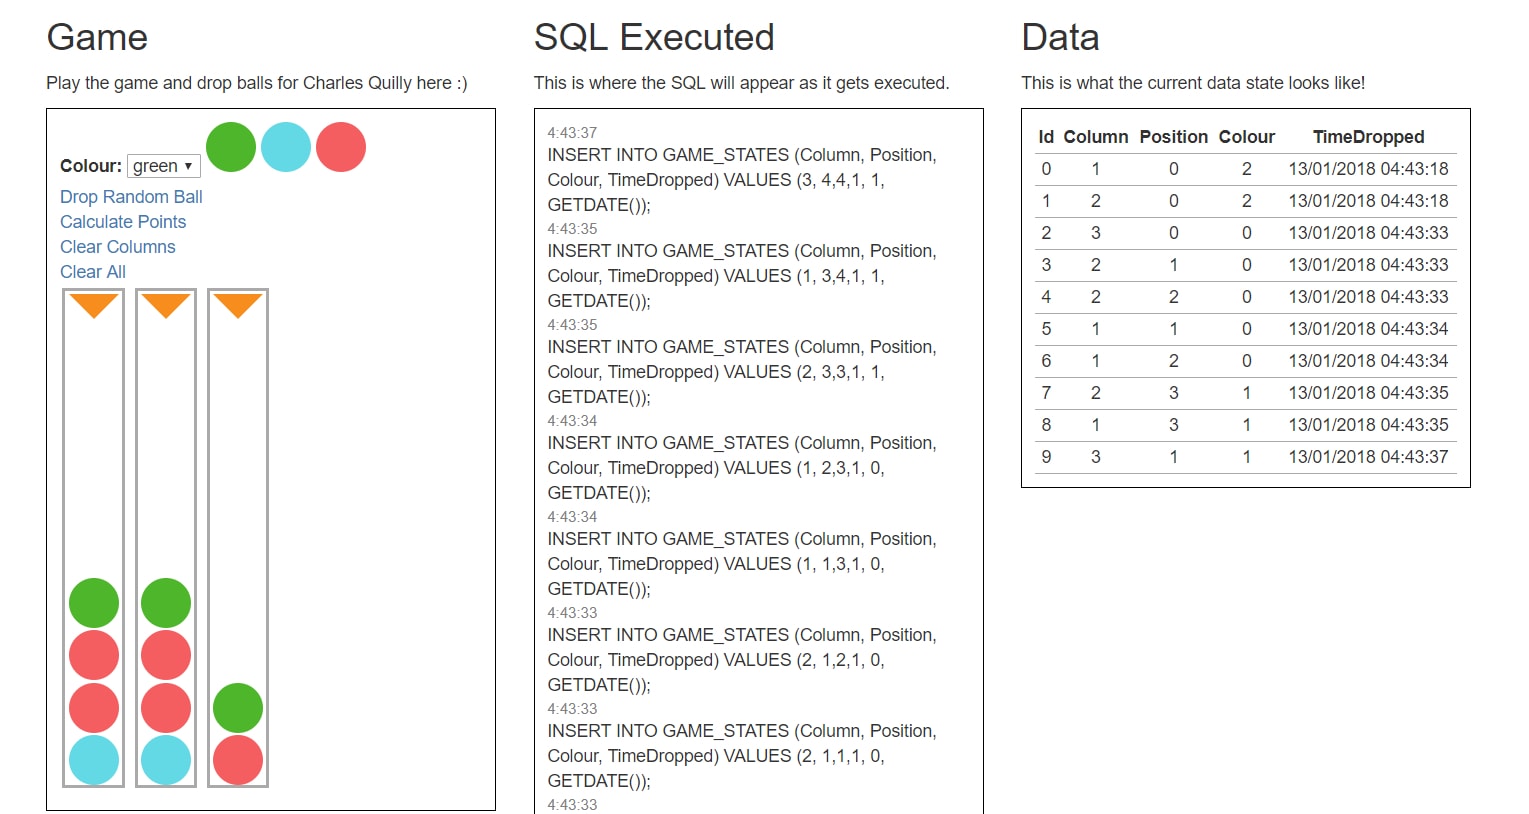 Game
Play the game and drop balls for Charles Quilly here :)
Colour: green
Drop Random Ball
Calculate Points
Clear Columns
Clear All
SQL Executed
This is where the SQL will appear as it gets executed.
4:43:37
INSERT INTO GAME_STATES (Column, Position,
Colour, TimeDropped) VALUES (3, 4,4,1, 1,
GETDATE());
4:43:35
INSERT INTO GAME_STATES (Column, Position,
Colour, TimeDropped) VALUES (1, 3,4,1, 1,
GETDATE());
4:43:35
INSERT INTO GAME_STATES (Column, Position,
Colour, TimeDropped) VALUES (2, 3,3,1, 1,
GETDATE());
4:43:34
INSERT INTO GAME_STATES (Column, Position,
Colour, TimeDropped) VALUES (1, 2,3,1, 0,
GETDATE());
4:43:34
INSERT INTO GAME_STATES (Column, Position,
Colour, TimeDropped) VALUES (1, 1,3,1, 0,
GETDATE());
4:43:33
INSERT INTO GAME_STATES (Column, Position,
Colour, TimeDropped) VALUES (2, 1,2,1, 0,
GETDATE());
4:43:33
INSERT INTO GAME_STATES (Column, Position,
Colour, TimeDropped) VALUES (2, 1,1,1, 0,
GETDATE());
4:43:33
Data
This is what the current data state looks like!
Id Column Position Colour TimeDropped
0 1 0 2 13/01/2018 04:43:18
1 2 0 2 13/01/2018 04:43:18
2 3 0 0 13/01/2018 04:43:33
3 2 1 0 13/01/2018 04:43:33
4 2 2 0 13/01/2018 04:43:33
5 1 1 0 13/01/2018 04:43:34
6 1 2 0 13/01/2018 04:43:34
7 2 3 1 13/01/2018 04:43:35
8 1 3 1 13/01/2018 04:43:35
9 3 1 1 13/01/2018 04:43:37